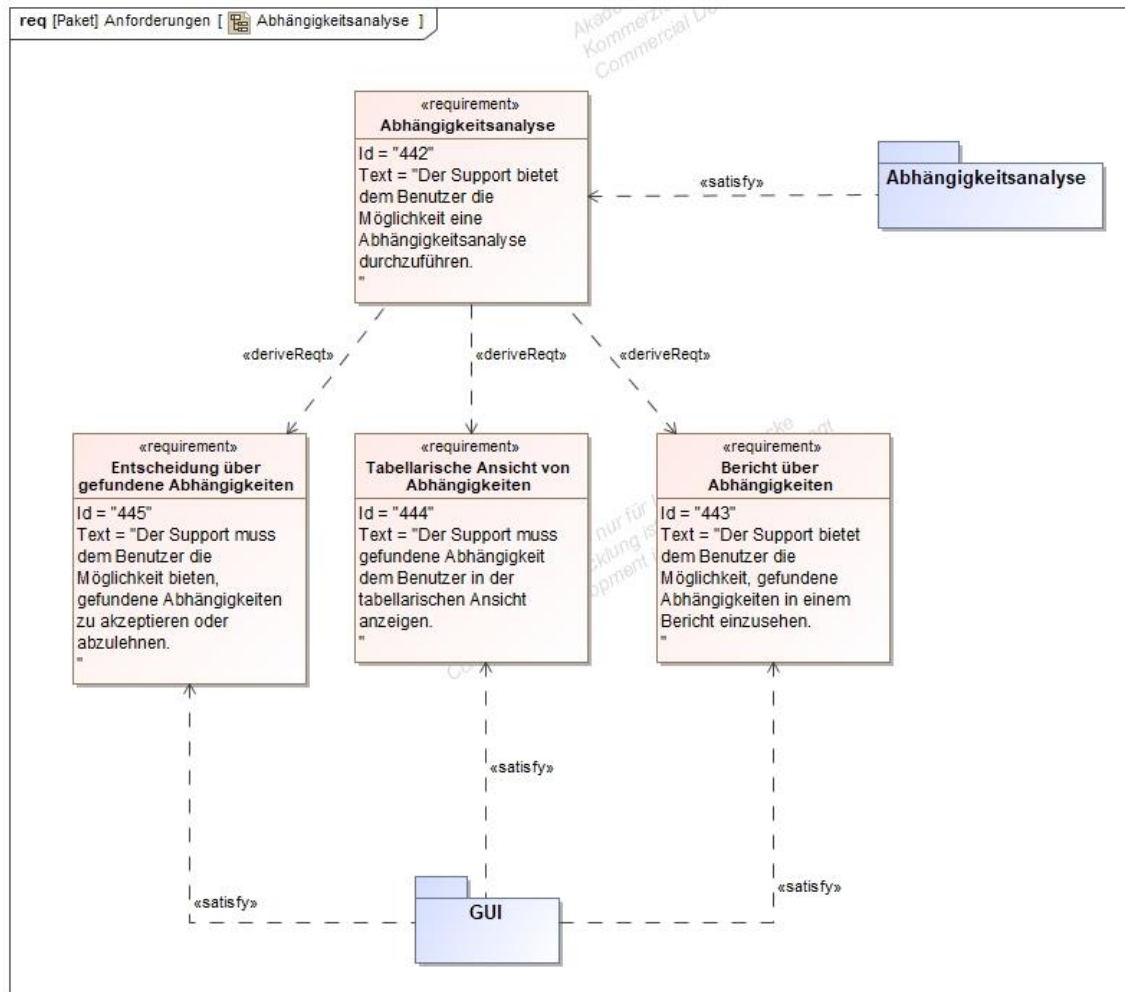 req [Paket] Anforderungen [ Abhängigkeitsanalyse ]
«requirement»
Abhängigkeitsanalyse
Id = "442"
Text = "Der Support bietet
dem Benutzer die
Möglichkeit eine
Abhängigkeitsanalyse
durchzuführen.
"
«satisfy»
Abhängigkeitsanalyse
«deriveReqt»
«deriveReqt»
«deriveReqt»
«requirement»
Entscheidung über
gefundene Abhängigkeiten
Id = "445"
Text = "Der Support muss
dem Benutzer die
Möglichkeit bieten,
gefundene Abhängigkeiten
zu akzeptieren oder
abzulehnen.
"
«requirement»
Tabellarische Ansicht von
Abhängigkeiten
Id = "444"
Text = "Der Support muss
gefundene Abhängigkeit
dem Benutzer in der
tabellarischen Ansicht
anzeigen.
"
«requirement»
Bericht über
Abhängigkeiten
Id = "443"
Text = "Der Support bietet
dem Benutzer die
Möglichkeit, gefundene
Abhängigkeiten in einem
Bericht einzusehen.
"
«satisfy»
«satisfy»
«satisfy»
GUI
Commercial
nur für